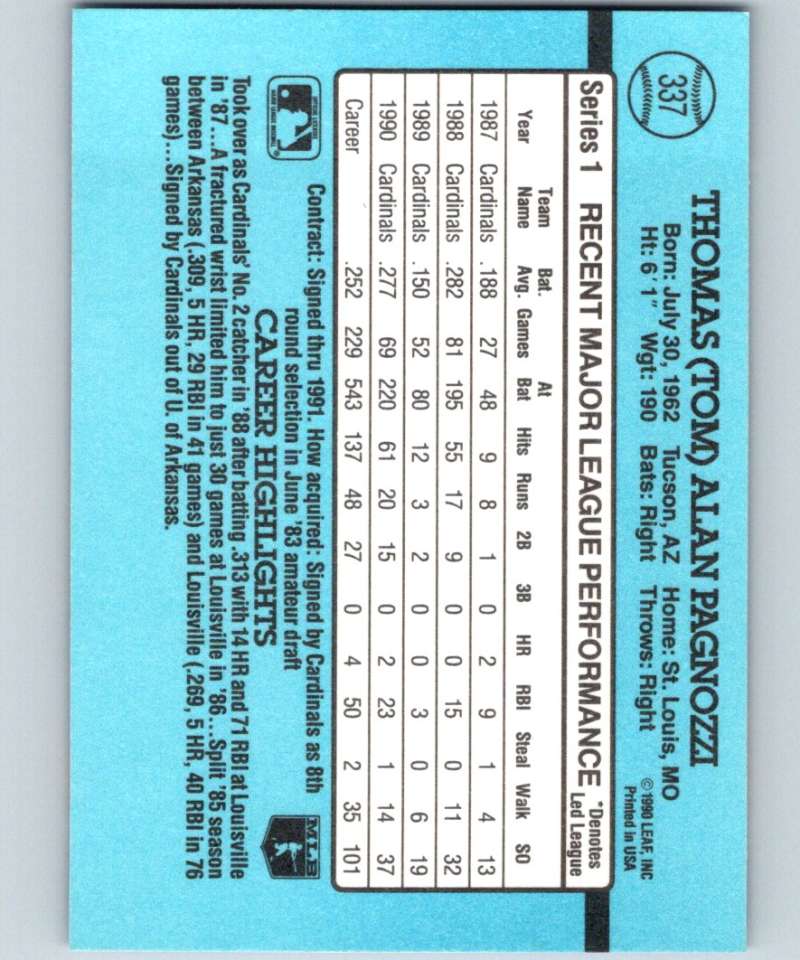 337
THOMAS (TOM) ALAN PAGNOZZI
Born: July 30, 1962 Tucson, AZ Home: St. Louis, MO
Ht: 6'1" Wgt: 190 Bats: Right Throws: Right
© 1990 LEAF, INC
Printed in USA
Series 1 RECENT MAJOR LEAGUE PERFORMANCE *Denotes Led League
Year Team Name Bat. Avg. Games At Bat Hits Runs 2B 3B HR RBI Steal Walk SO
1987 Cardinals .188 27 48 9 8 1 0 2 9 1 4 13
1988 Cardinals .282 81 195 55 17 9 0 0 15 0 11 32
1989 Cardinals .150 52 80 12 3 2 0 0 3 0 6 19
1990 Cardinals .277 69 220 61 20 15 0 2 23 1 14 37
Career .252 229 543 137 48 27 0 4 50 2 35 101
Contract: Signed thru 1991. How acquired: Signed by Cardinals as 8th
round selection in June '83 amateur draft
CAREER HIGHLIGHTS
MLB
Took over as Cardinals' No. 2 catcher in '88 after batting .313 with 14 HR and 71 RBI at Louisville
in '87...A fractured wrist limited him to just 30 games at Louisville in '86...Split '85 season
between Arkansas (.309, 5 HR, 29 RBI in 41 games) and Louisville (.269, 5 HR, 40 RBI in 76
games)...Signed by Cardinals out of U. of Arkansas.